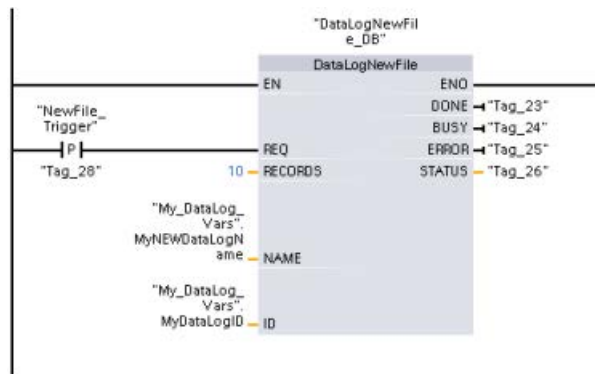 "DataLogNewFil
e_DB"
DataLogNewFile
EN
ENO
DONE
"Tag_23"
"NewFile_
Trigger"
BUSY
"Tag_24"
P
REQ
ERROR
"Tag_25"
"Tag_28"
10
RECORDS
STATUS
"Tag_26"
"My_DataLog_
Vars".
MyNEWDataLogN
ame
NAME
"My_DataLog_
Vars".
MyDataLogID
ID